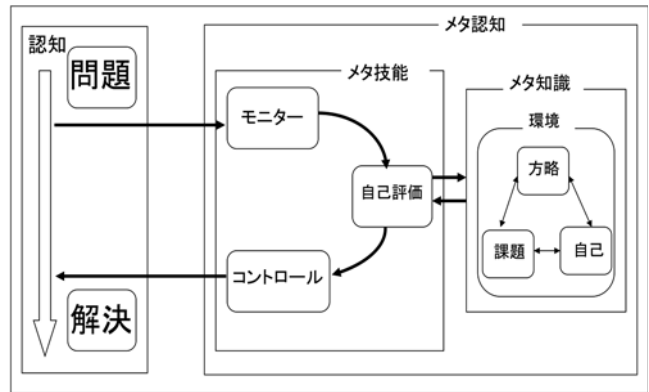 認知
問題
解決
メタ認知
メタ技能
モニター
自己評価
コントロール
メタ知識
環境
方略
課題
自己